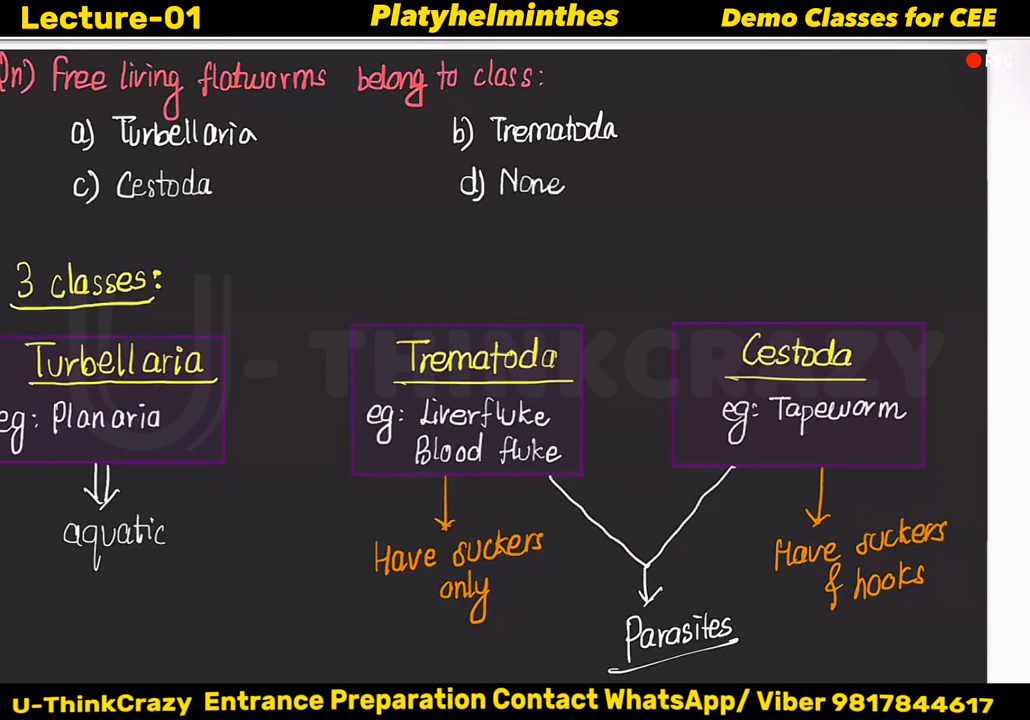 Lecture-01
Platyhelminthes
Demo Classes for CEE
REC
Qn) Free living flatworms belong to class:
a) Turbellaria
b) Trematoda
c) Cestoda
d) None
3 classes:
U-THINKCRAZY
Turbellaria
eg: Planaria
aquatic
Trematoda
eg: Liverfluke
Blood fluke
Have suckers
only
Cestoda
eg: Tapeworm
Have suckers
& hooks
Parasites
U-ThinkCrazy Entrance Preparation Contact WhatsApp/ Viber 9817844617